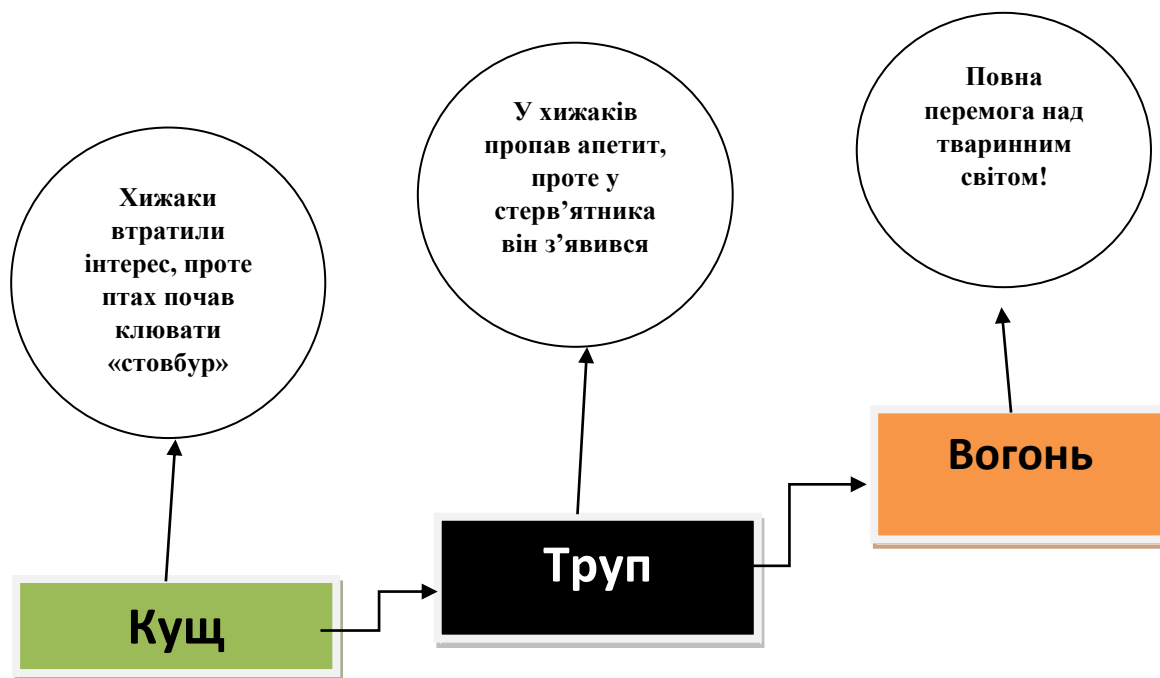 Хижаки
втратили
інтерес, проте
птах почав
клювати
«стовбур»
Кущ
У хижаків
пропав апетит,
проте у
стерв’ятника
він з’явився
Труп
Повна
перемога над
тваринним
світом!
Вогонь